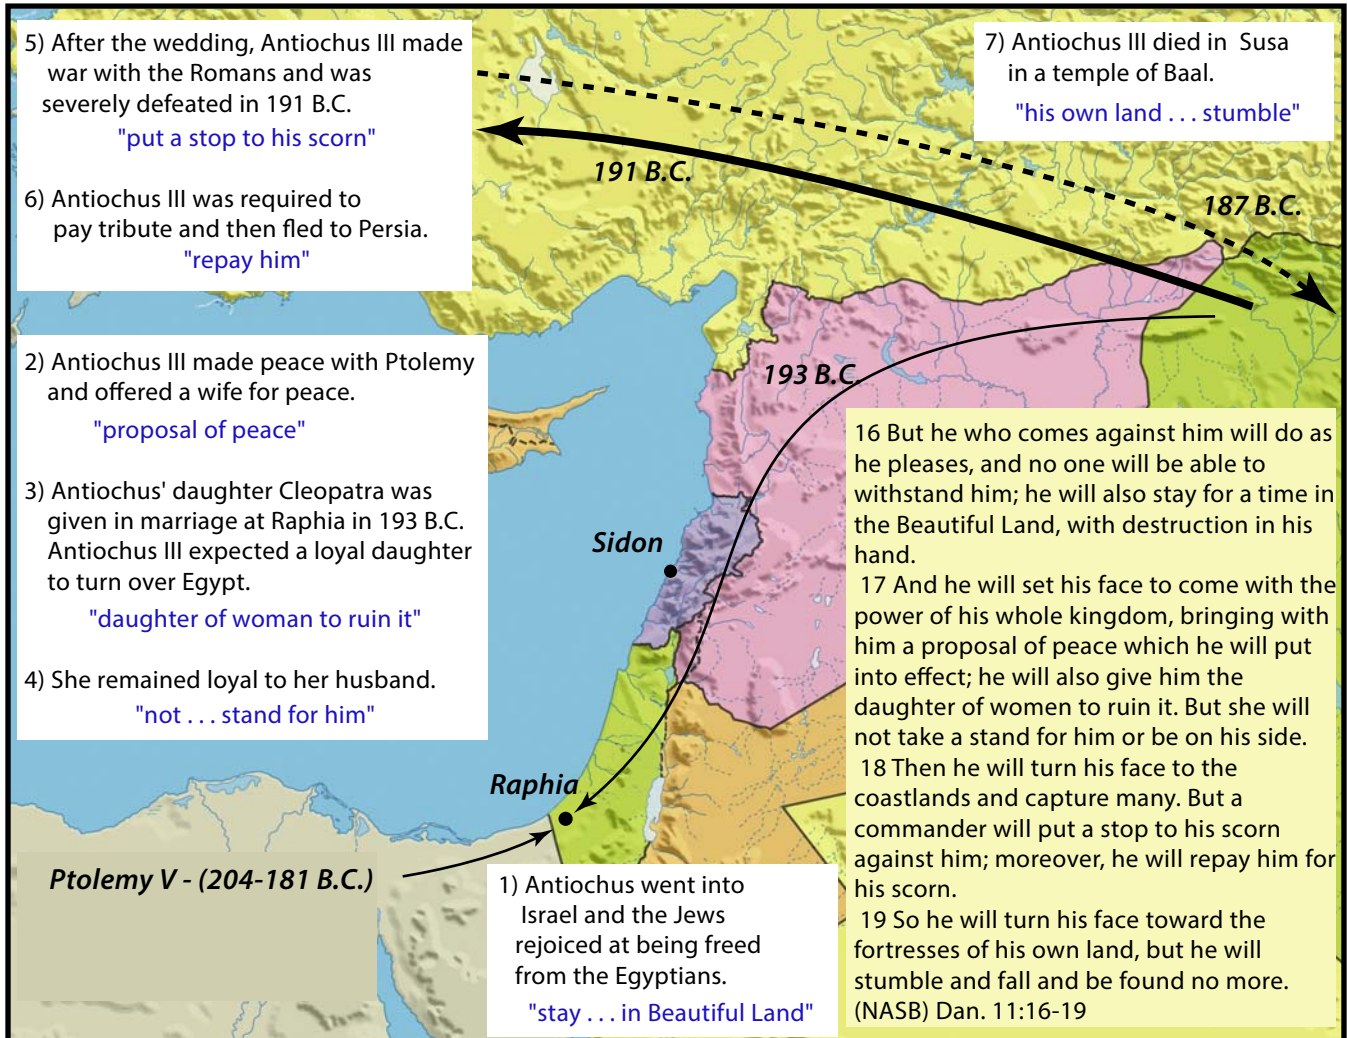 5) After the wedding, Antiochus III made
war with the Romans and was
severely defeated in 191 B.C.
"put a stop to his scorn"
6) Antiochus III was required to
pay tribute and then fled to Persia.
"repay him"
7) Antiochus III died in Susa
in a temple of Baal.
"his own land . . . stumble"
191 B.C.
187 B.C.
2) Antiochus III made peace with Ptolemy
and offered a wife for peace.
"proposal of peace"
3) Antiochus' daughter Cleopatra was
given in marriage at Raphia in 193 B.C.
Antiochus III expected a loyal daughter
to turn over Egypt.
"daughter of woman to ruin it"
4) She remained loyal to her husband.
"not . . . stand for him"
193 B.C.
Sidon
Raphia
Ptolemy V - (204-181 B.C.)
1) Antiochus went into
Israel and the Jews
rejoiced at being freed
from the Egyptians.
"stay . . . in Beautiful Land"
16 But he who comes against him will do as
he pleases, and no one will be able to
withstand him; he will also stay for a time in
the Beautiful Land, with destruction in his
hand.
17 And he will set his face to come with the
power of his whole kingdom, bringing with
him a proposal of peace which he will put
into effect; he will also give him the
daughter of women to ruin it. But she will
not take a stand for him or be on his side.
18 Then he will turn his face to the
coastlands and capture many. But a
commander will put a stop to his scorn
against him; moreover, he will repay him for
his scorn.
19 So he will turn his face toward the
fortresses of his own land, but he will
stumble and fall and be found no more.
(NASB) Dan. 11:16-19